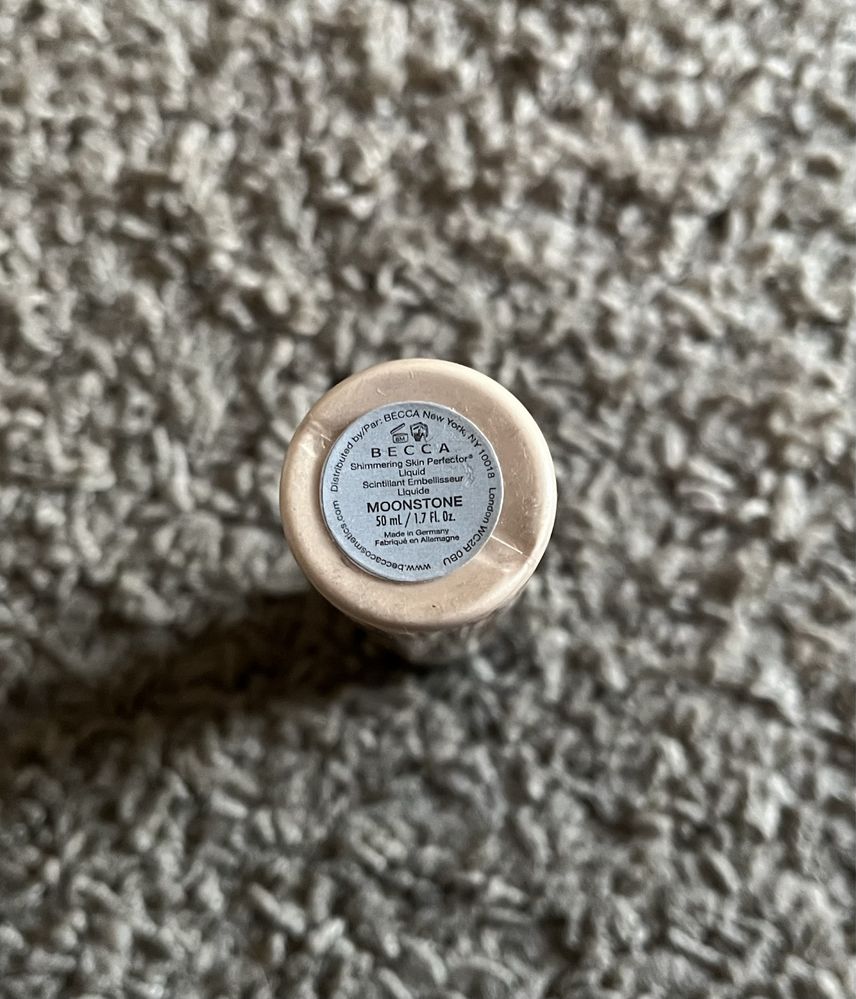 Distributed by/Par: BECCA New York, NY 10018 London WC2R 0BU www.beccacosmetics.com
6M
BECCA
Shimmering Skin Perfector®
Liquid
Scintillant Embellisseur
Liquide
MOONSTONE
50 mL / 1.7 Fl. Oz.
Made in Germany
Fabriqué en Allemagne